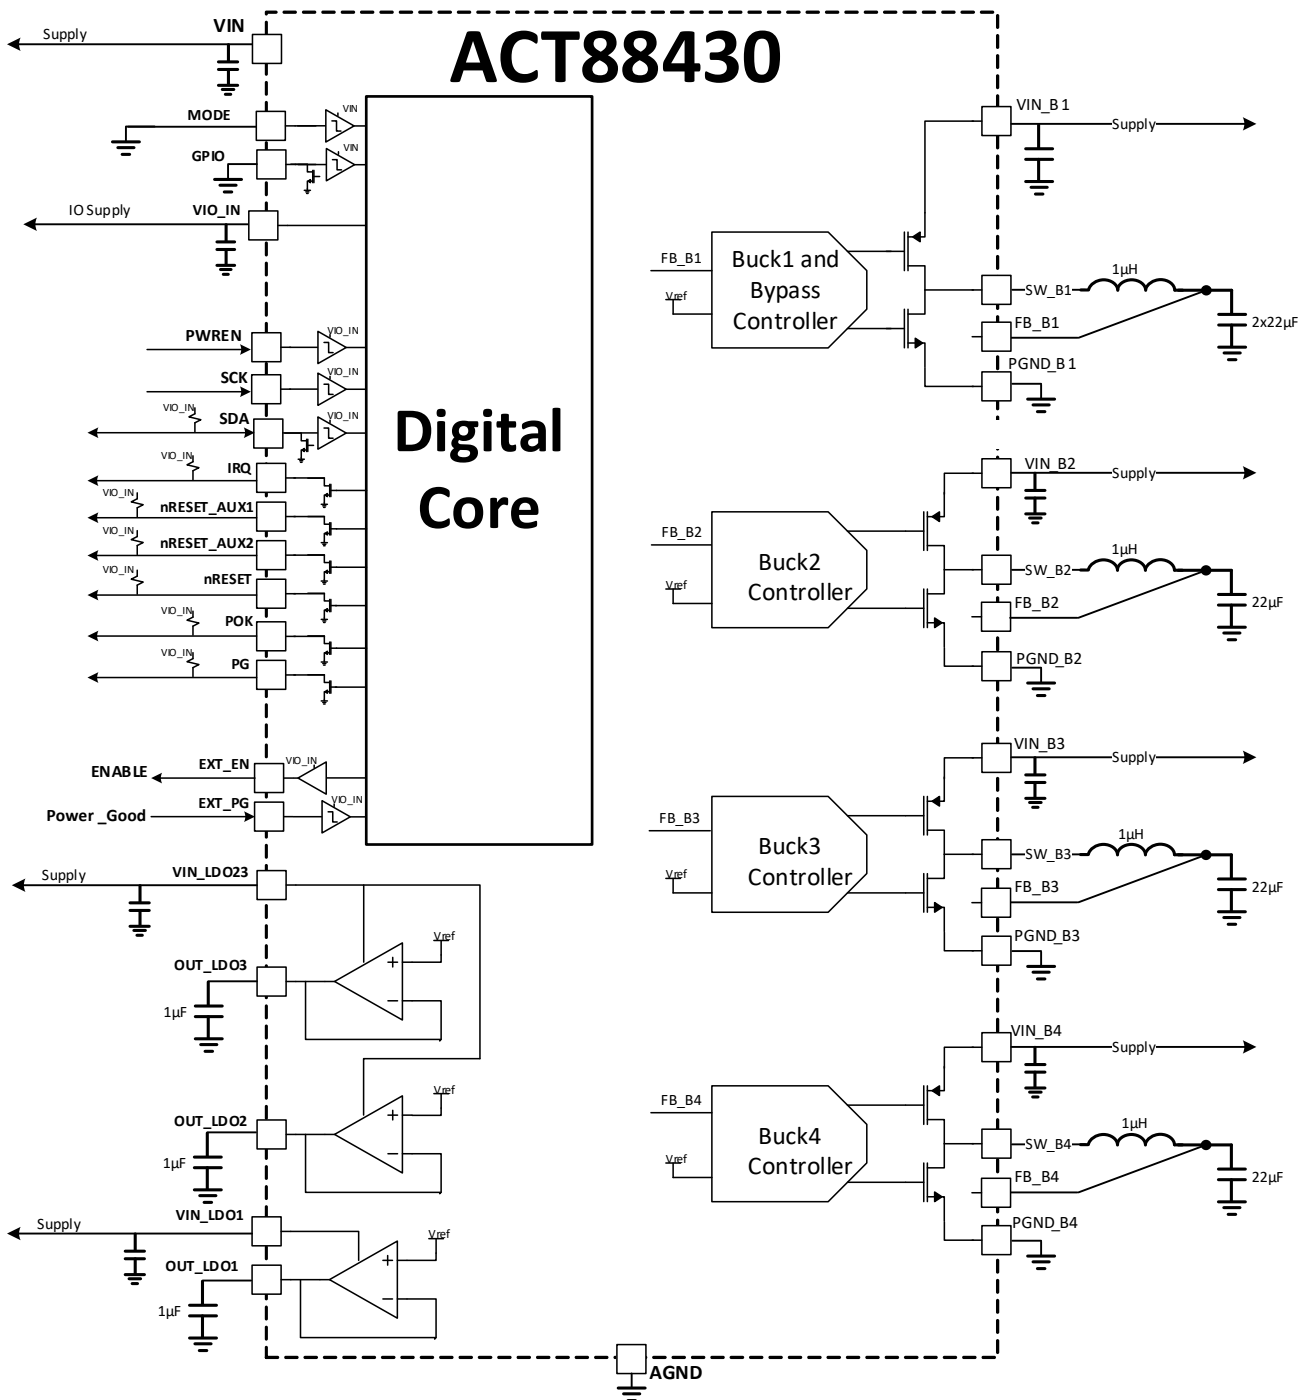 ACT88430
Supply
VIN
MODE
VIN
GPIO
VIN
IO Supply
VIO_IN
PWREN
VIO_IN
SCK
VIO_IN
VIO_IN
SDA
VIO_IN
VIO_IN
IRQ
VIO_IN
nRESET_AUX1
VIO_IN
nRESET_AUX2
VIO_IN
nRESET
VIO_IN
POK
VIO_IN
PG
ENABLE
EXT_EN
VIO_IN
Power _Good
EXT_PG
VIO_IN
Digital
Core
Supply
VIN_LDO23
OUT_LDO3
1µF
Vref
+
−
OUT_LDO2
1µF
Vref
+
−
Supply
VIN_LDO1
OUT_LDO1
1µF
Vref
+
−
AGND
VIN_B1
Supply
FB_B1
Vref
Buck1 and
Bypass
Controller
SW_B1
1µH
FB_B1
2x22µF
PGND_B1
VIN_B2
Supply
FB_B2
Vref
Buck2
Controller
SW_B2
1µH
FB_B2
22µF
PGND_B2
VIN_B3
Supply
FB_B3
Vref
Buck3
Controller
SW_B3
1µH
FB_B3
22µF
PGND_B3
VIN_B4
Supply
FB_B4
Vref
Buck4
Controller
SW_B4
1µH
FB_B4
22µF
PGND_B4